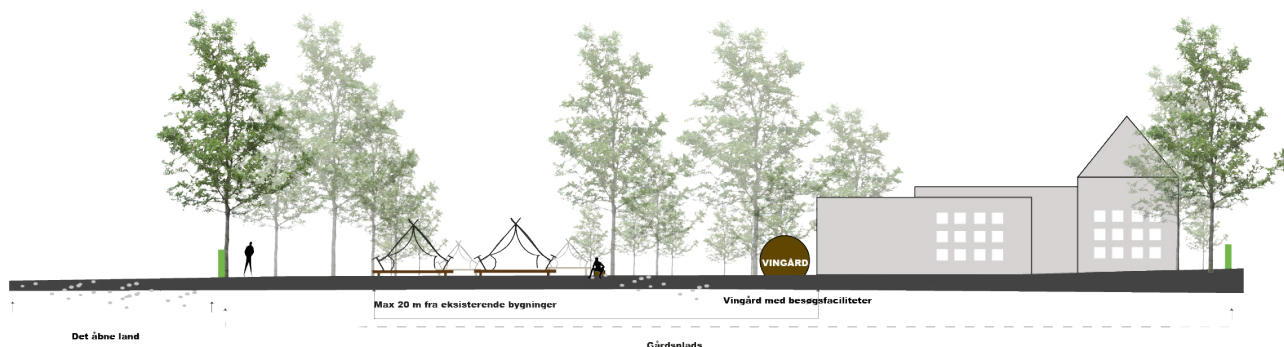 VINGÅRD
Max 20 m fra eksisterende bygninger
Vingård med besøgsfaciliteter
Det åbne land
Gårdsplads